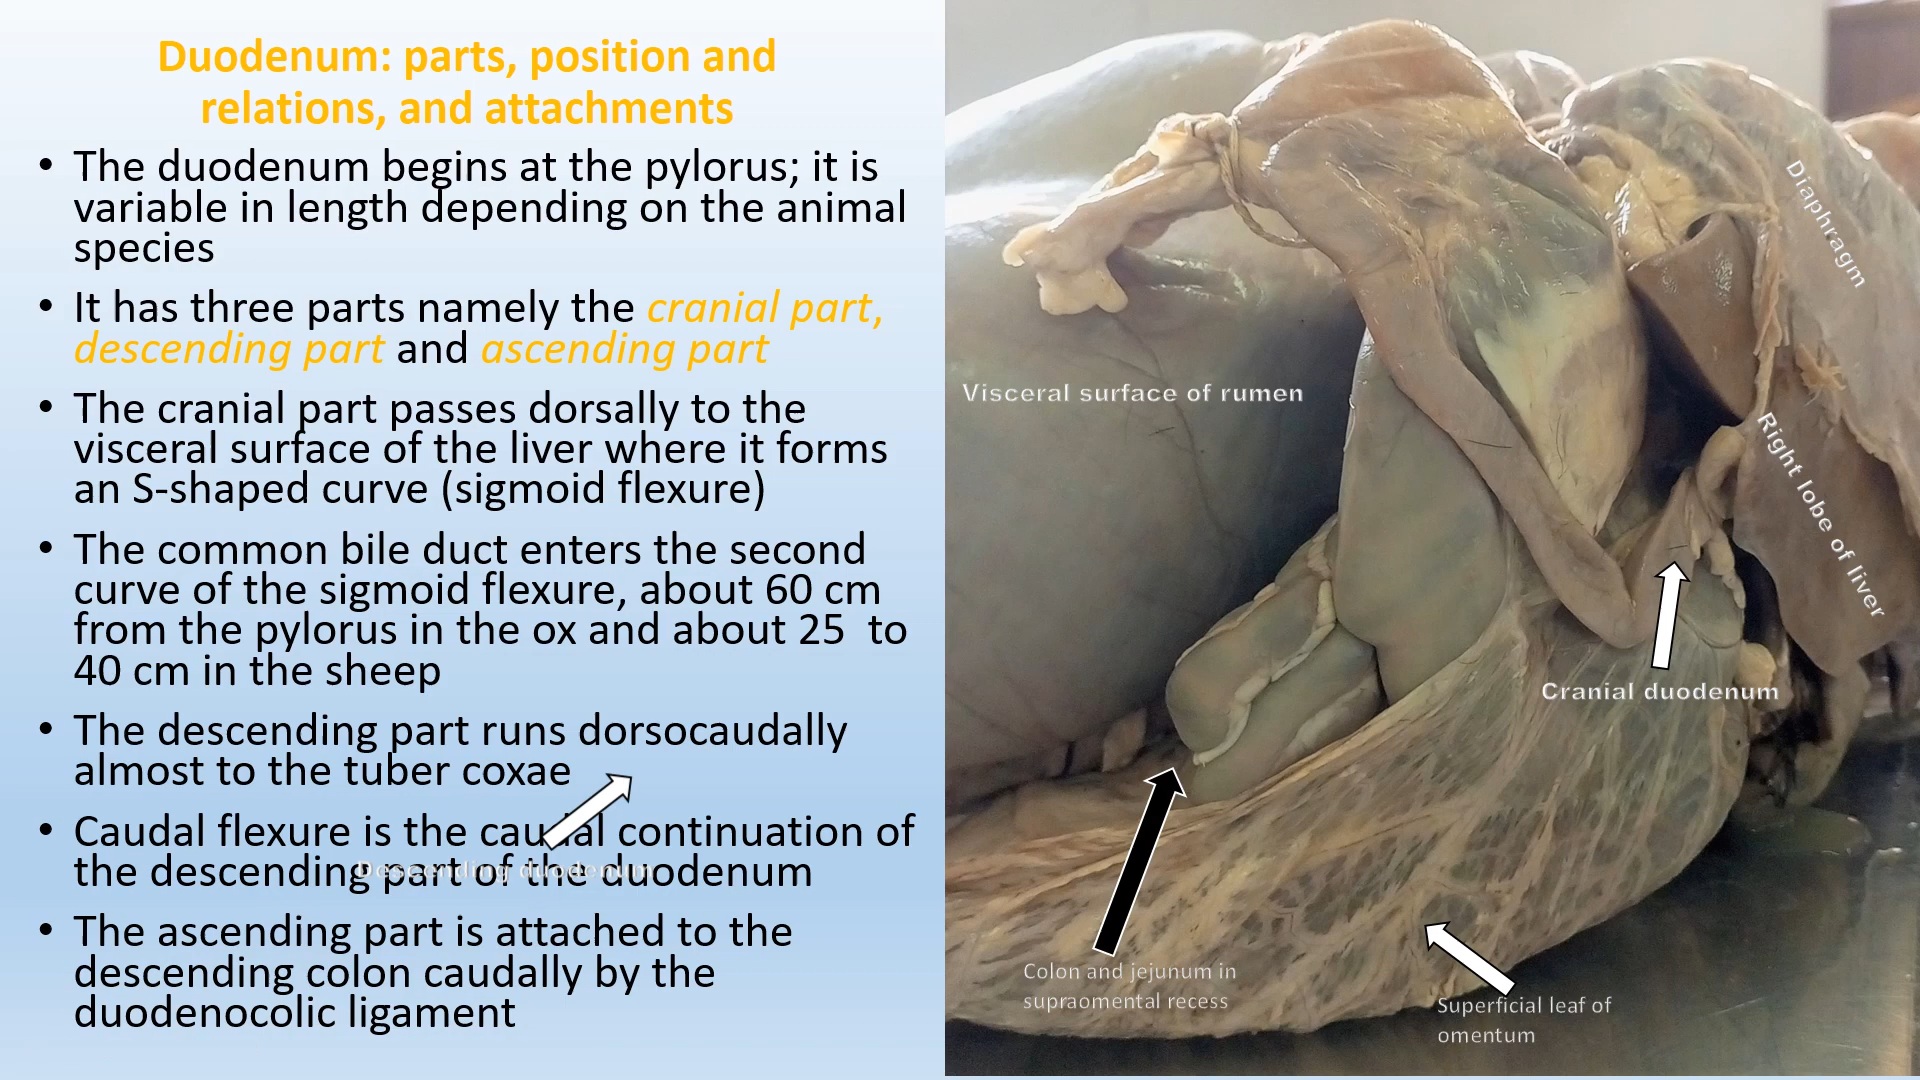 Duodenum: parts, position and
relations, and attachments
• The duodenum begins at the pylorus; it is
variable in length depending on the animal
species
• It has three parts namely the cranial part,
descending part and ascending part
• The cranial part passes dorsally to the
visceral surface of the liver where it forms
an S-shaped curve (sigmoid flexure)
• The common bile duct enters the second
curve of the sigmoid flexure, about 60 cm
from the pylorus in the ox and about 25  to
40 cm in the sheep
• The descending part runs dorsocaudally
almost to the tuber coxae
• Caudal flexure is the caudal continuation of
the descending part of the duodenum
• The ascending part is attached to the
descending colon caudally by the
duodenocolic ligament
Descending duodenum
Visceral surface of rumen
Diaphragm
Right lobe of liver
Cranial duodenum
Colon and jejunum in
supraomental recess
Superficial leaf of
omentum